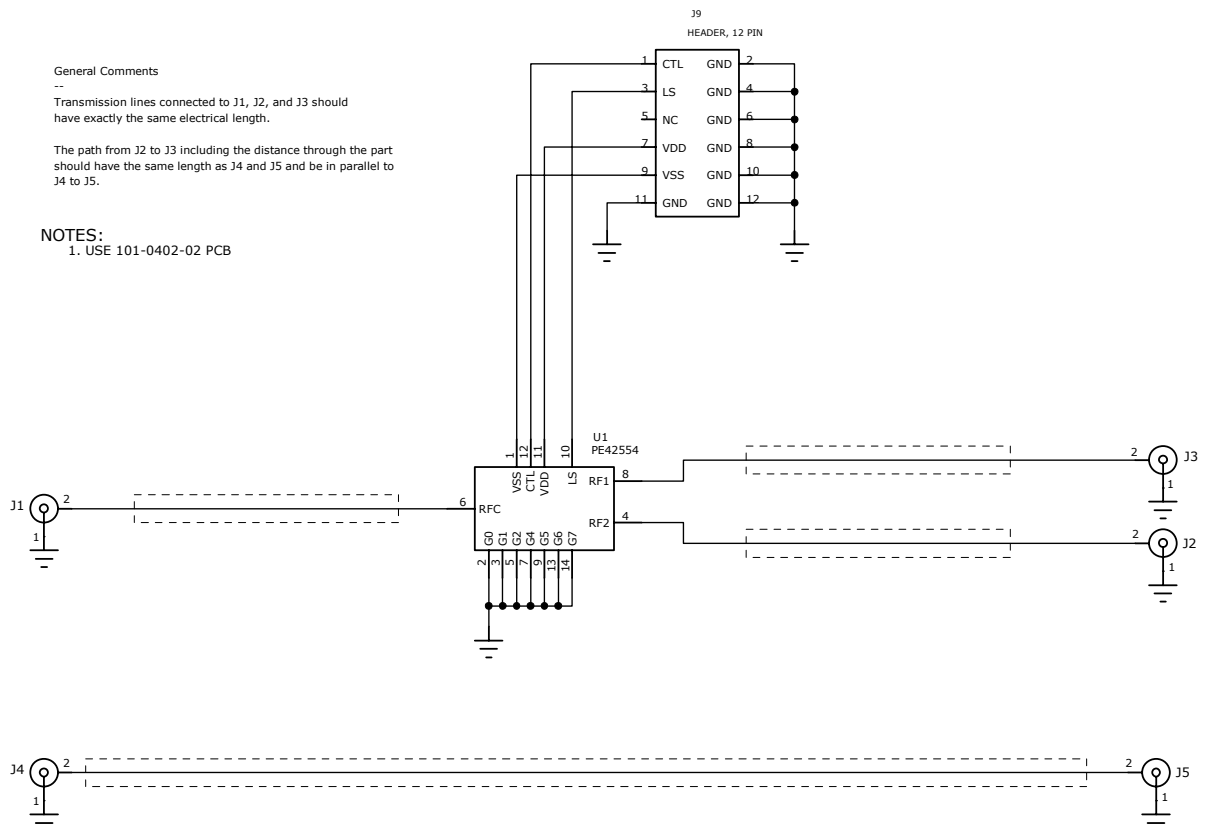 J9
HEADER, 12 PIN
General Comments
--
Transmission lines connected to J1, J2, and J3 should
have exactly the same electrical length.
The path from J2 to J3 including the distance through the part
should have the same length as J4 and J5 and be in parallel to
J4 to J5.
NOTES:
1. USE 101-0402-02 PCB
1 CTL GND 2
3 LS GND 4
5 NC GND 6
7 VDD GND 8
9 VSS GND 10
11 GND GND 12
U1
PE42554
1 12 11 10
VSS CTL VDD LS
RF1 8
2 J3
1
J1 2
6 RFC
1
RF2 4
2 J2
1
G0 G1 G2 G4 G5 G6 G7
2 3 5 7 9 13 14
J4 2
1
2 J5
1